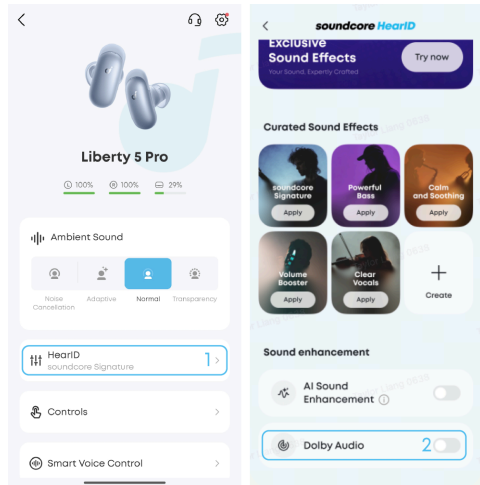 Liberty 5 Pro
L 100%
R 100%
29%
Ambient Sound
Noise
Cancellation
Adaptive
Normal
Transparency
HearID
soundcore Signature
1
Controls
Smart Voice Control
soundcore HearID
Exclusive
Sound Effects
Your Sound, Expertly Crafted
Try now
Curated Sound Effects
soundcore
Signature
Apply
Powerful
Bass
Apply
Calm
and Soothing
Apply
Volume
Booster
Apply
Clear
Vocals
Apply
Create
Sound enhancement
AI Sound
Enhancement
Dolby Audio
2